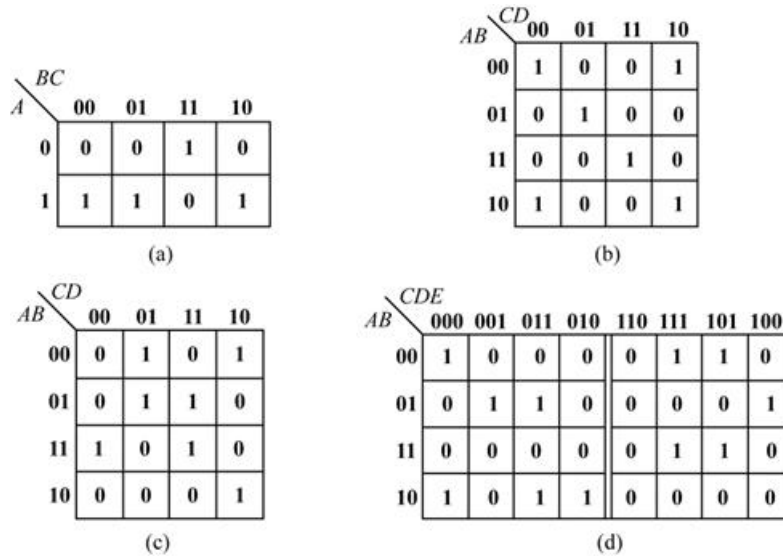 BC
A 00 01 11 10
0 0 0 1 0
1 1 1 0 1
(a)
CD
AB 00 01 11 10
00 1 0 0 1
01 0 1 0 0
11 0 0 1 0
10 1 0 0 1
(b)
CD
AB 00 01 11 10
00 0 1 0 1
01 0 1 1 0
11 1 0 1 0
10 0 0 0 1
(c)
CDE
AB 000 001 011 010 110 111 101 100
00 1 0 0 0 0 1 1 0
01 0 1 1 0 0 0 0 1
11 0 0 0 0 0 1 1 0
10 1 0 1 1 0 0 0 0
(d)